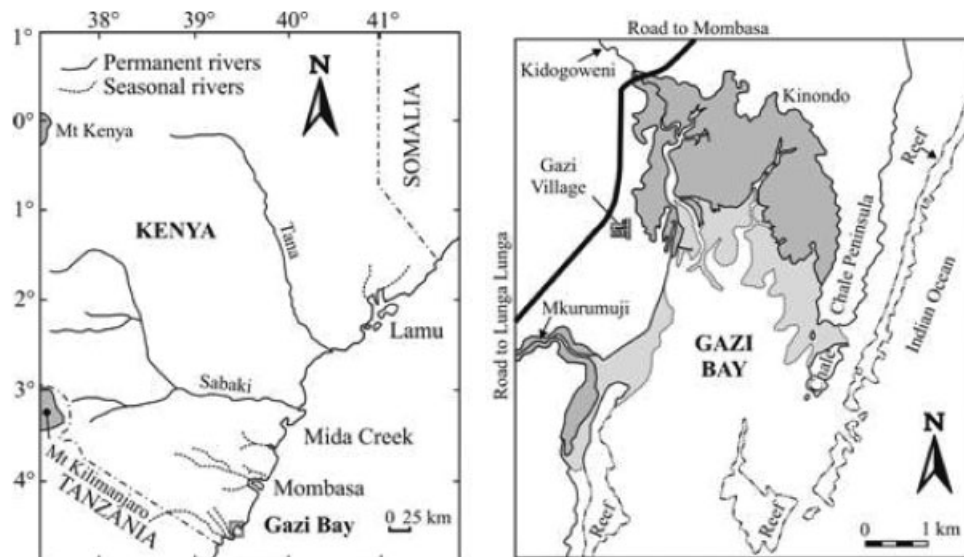 38° 39° 40° 41°
1°
Permanent rivers
Seasonal rivers
N
SOMALIA
0°
Mt Kenya
KENYA
Tana
1°
2°
Lamu
Sabaki
3°
Mida Creek
Mt Kilimanjaro
TANZANIA
4°
Mombasa
Gazi Bay
0 25 km
Road to Mombasa
Kidogoweni
Kinondo
Reef
Gazi
Village
Chale Peninsula
Indian Ocean
Road to Lunga Lunga
Mkurumuji
GAZI
BAY
Chale
N
Reef
Reef
0 1 km